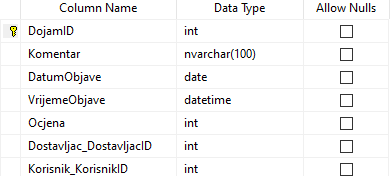 Column Name Data Type Allow Nulls
DojamID int
Komentar nvarchar(100)
DatumObjave date
VrijemeObjave datetime
Ocjena int
Dostavljac_DostavljacID int
Korisnik_KorisnikID int